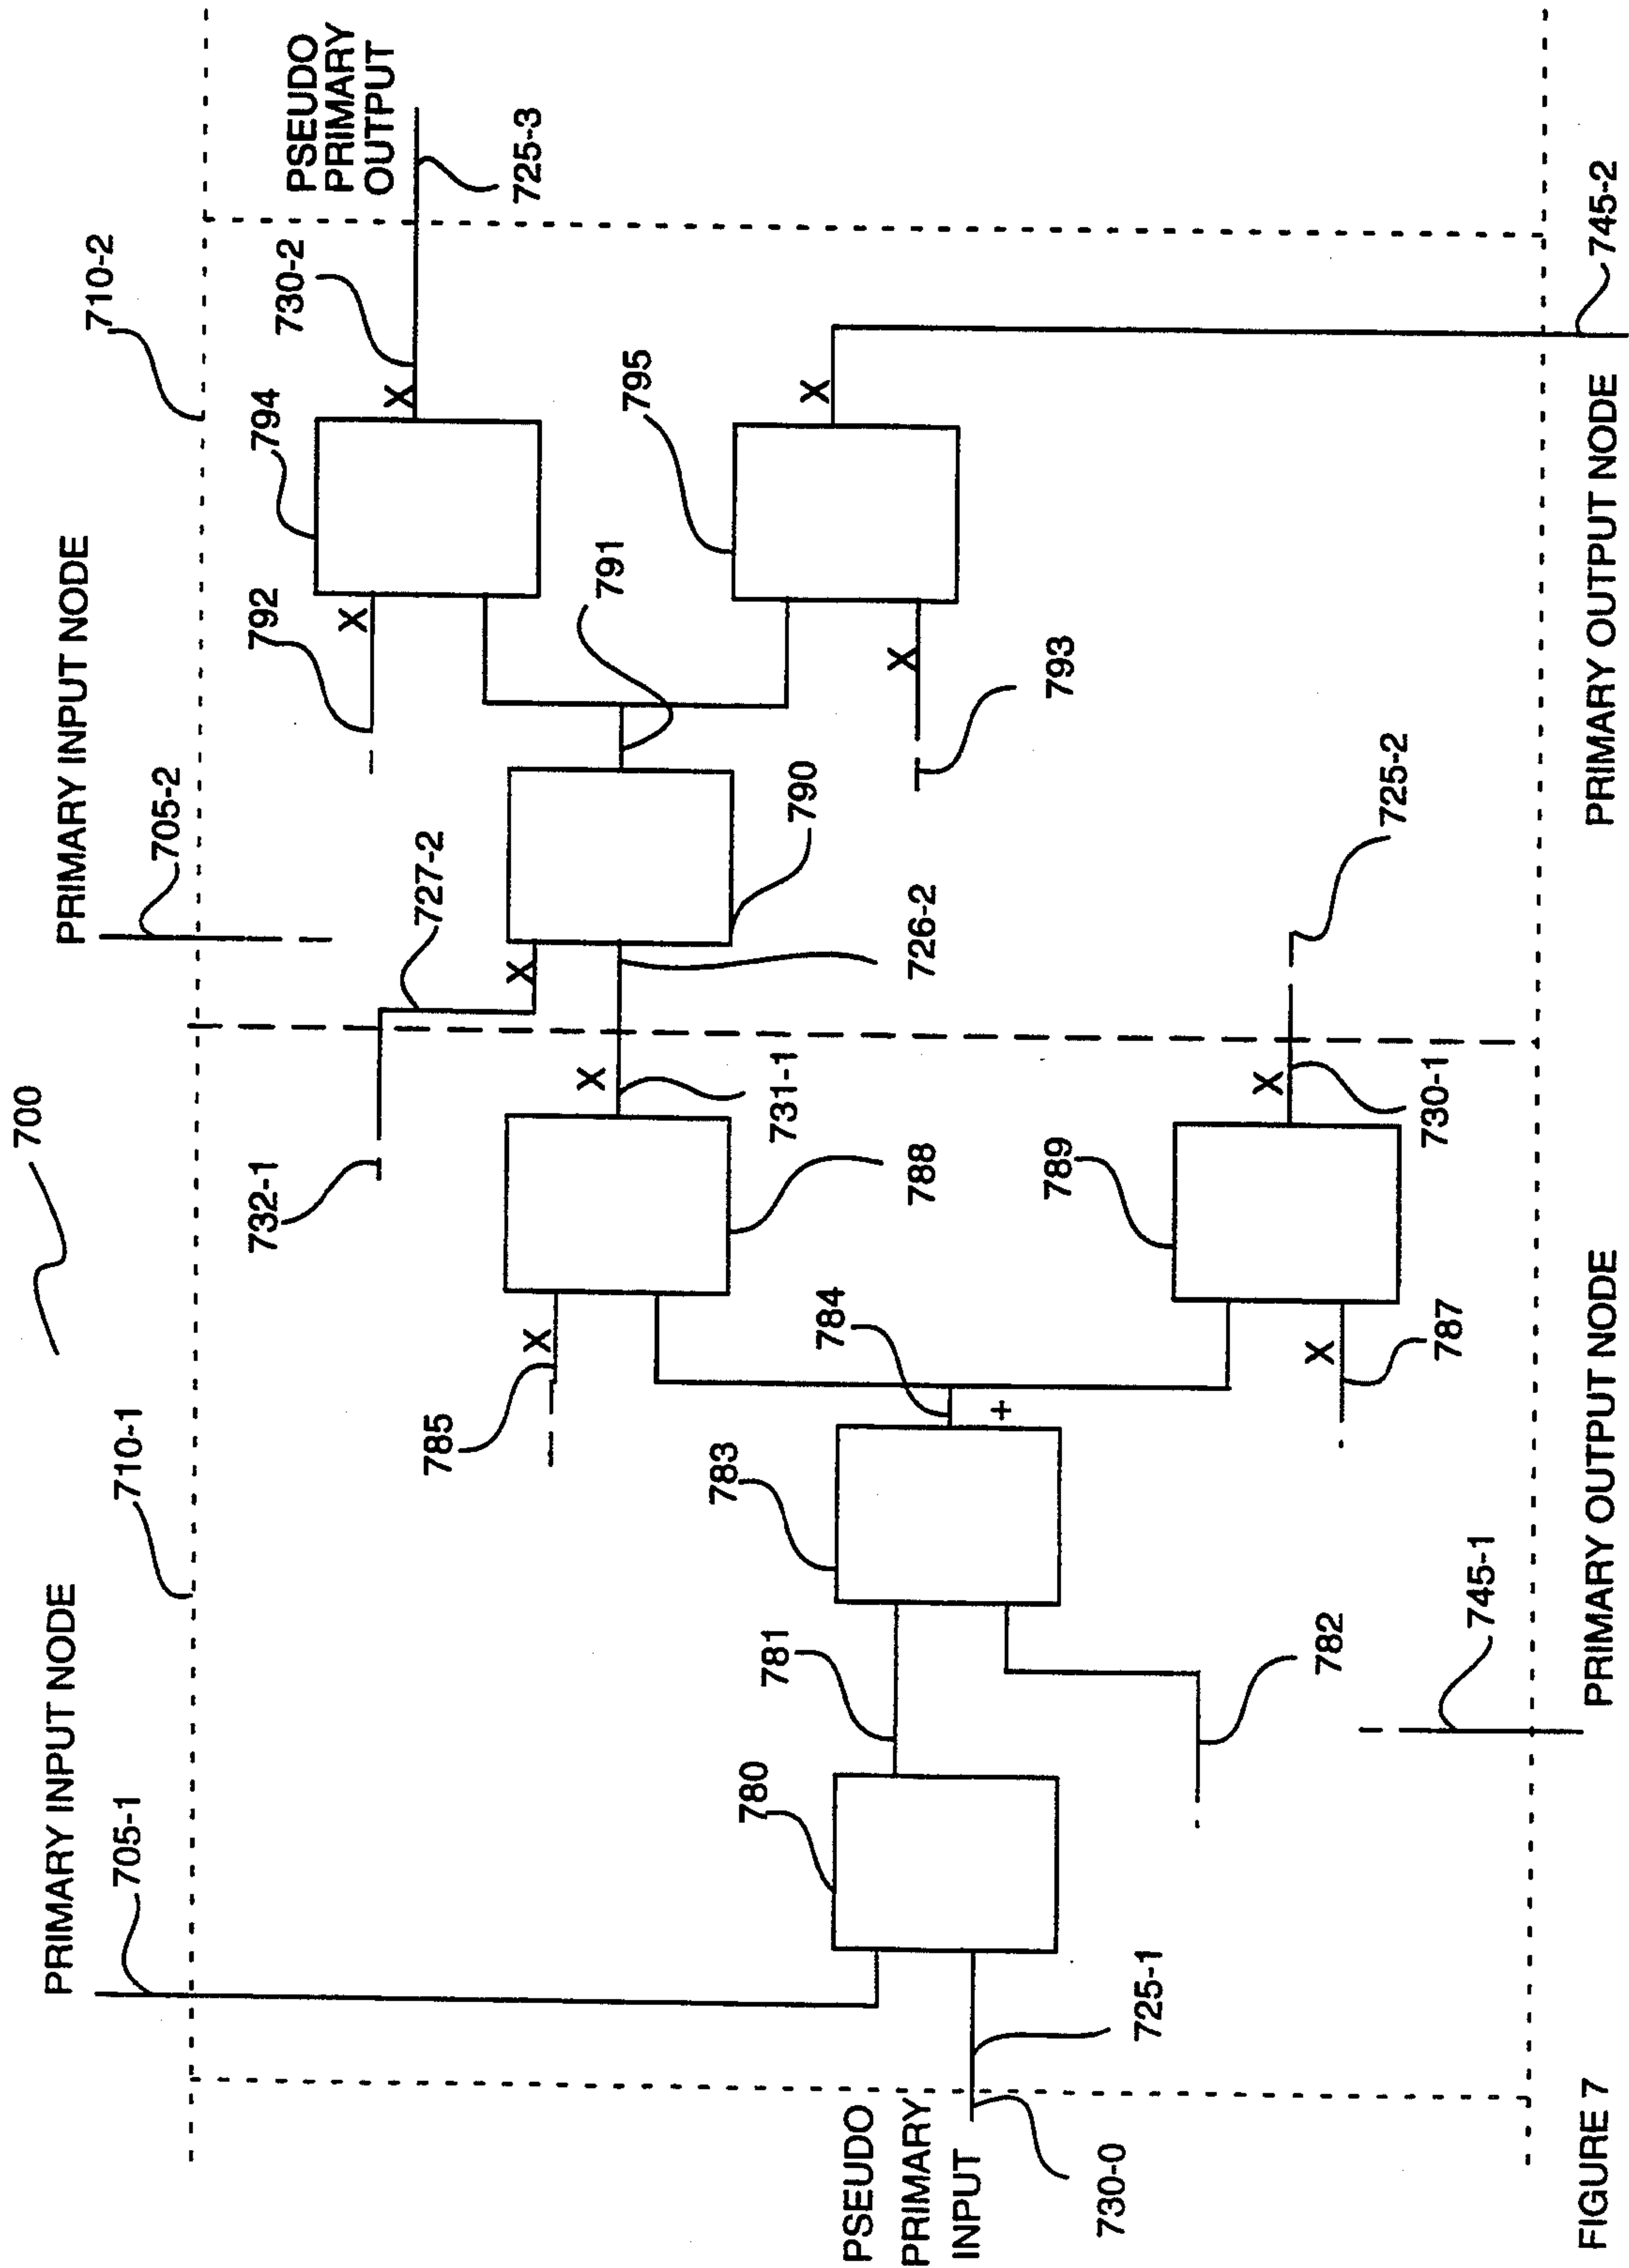 700
PRIMARY INPUT NODE
PRIMARY INPUT NODE
705-1
710-1
705-2
710-2
732-1
727-2
792
794
730-2
PSEUDO
PRIMARY
OUTPUT
725-3
X
X
785
X
731-1
X
X
726-2
788
790
791
795
X
X
793
780
781
783
784
+
789
782
787
X
730-1
X
725-2
PSEUDO
PRIMARY
INPUT
730-0
725-1
745-1
745-2
PRIMARY OUTPUT NODE
PRIMARY OUTPUT NODE
FIGURE 7